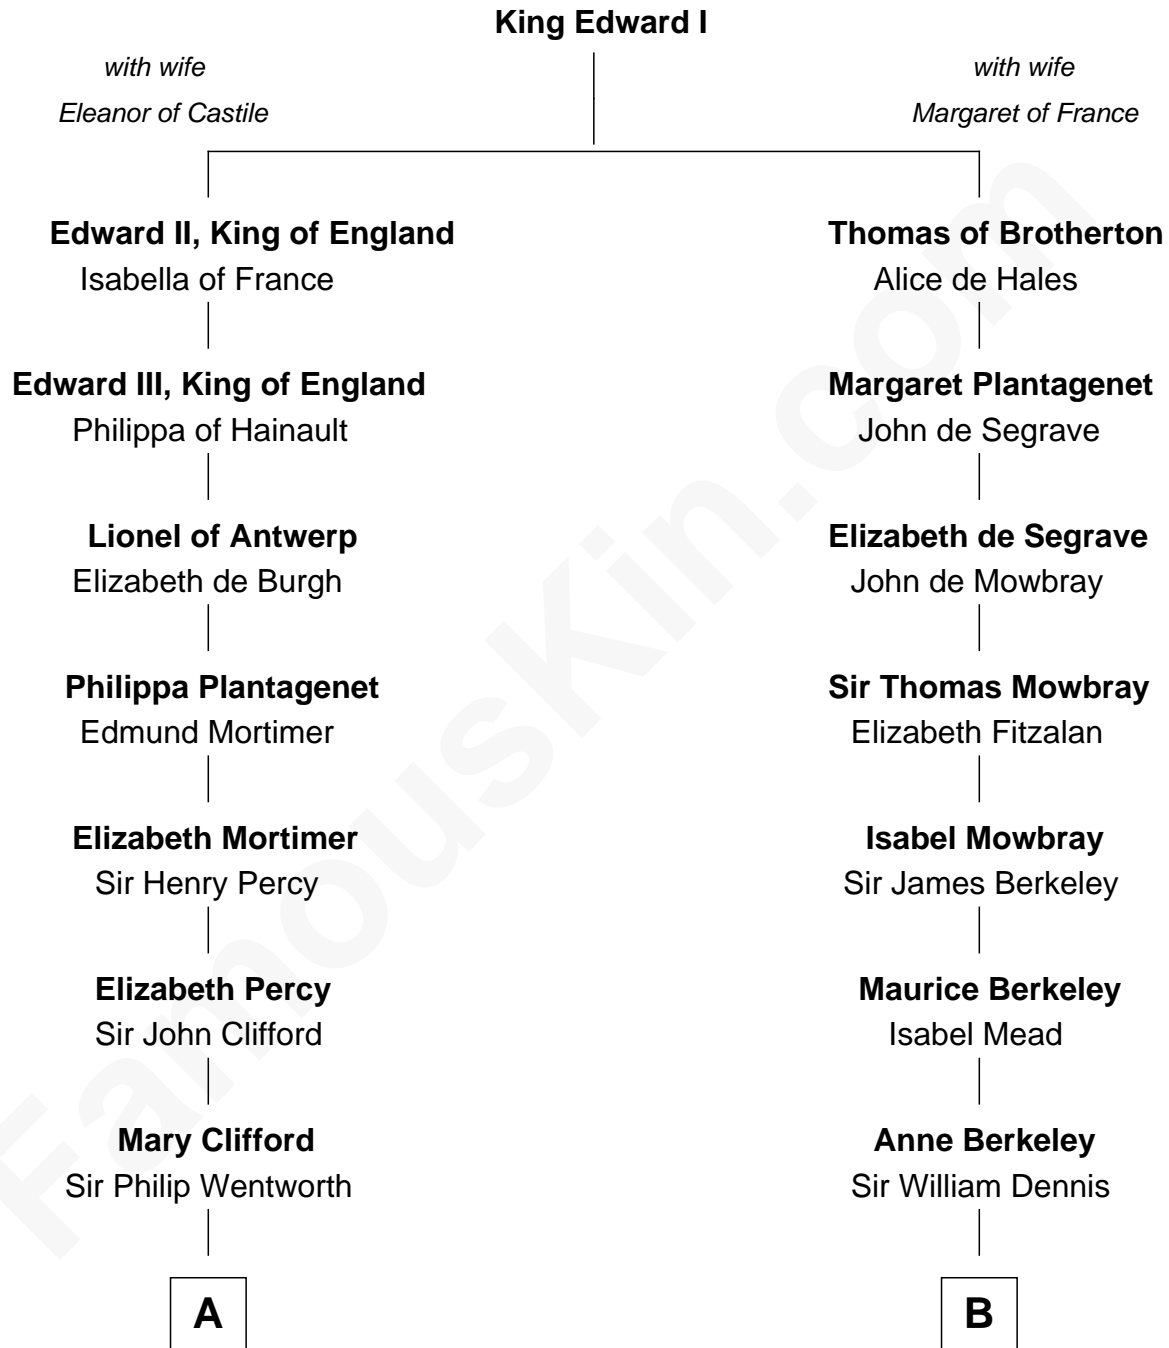 King Edward I
with wife
Eleanor of Castile
with wife
Margaret of France
Edward II, King of England
Isabella of France
Thomas of Brotherton
Alice de Hales
Edward III, King of England
Philippa of Hainault
Margaret Plantagenet
John de Segrave
Lionel of Antwerp
Elizabeth de Burgh
Elizabeth de Segrave
John de Mowbray
Philippa Plantagenet
Edmund Mortimer
Sir Thomas Mowbray
Elizabeth Fitzalan
Elizabeth Mortimer
Sir Henry Percy
Isabel Mowbray
Sir James Berkeley
Elizabeth Percy
Sir John Clifford
Maurice Berkeley
Isabel Mead
Mary Clifford
Sir Philip Wentworth
Anne Berkeley
Sir William Dennis
A
B
FamousKin.com